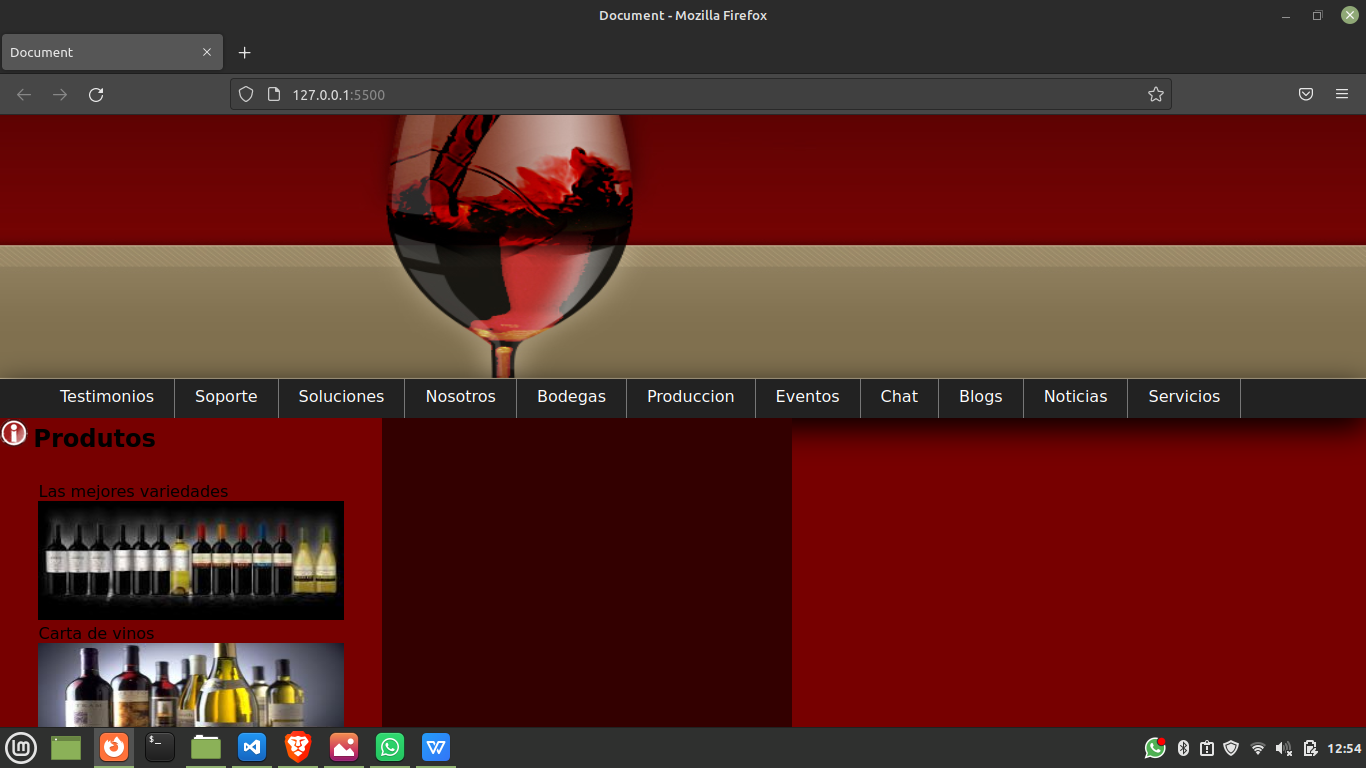 Document - Mozilla Firefox
Document
127.0.0.1:5500
Testimonios Soporte Soluciones Nosotros Bodegas Produccion Eventos Chat Blogs Noticias Servicios
Produtos
Las mejores variedades
Carta de vinos
$_
12:54